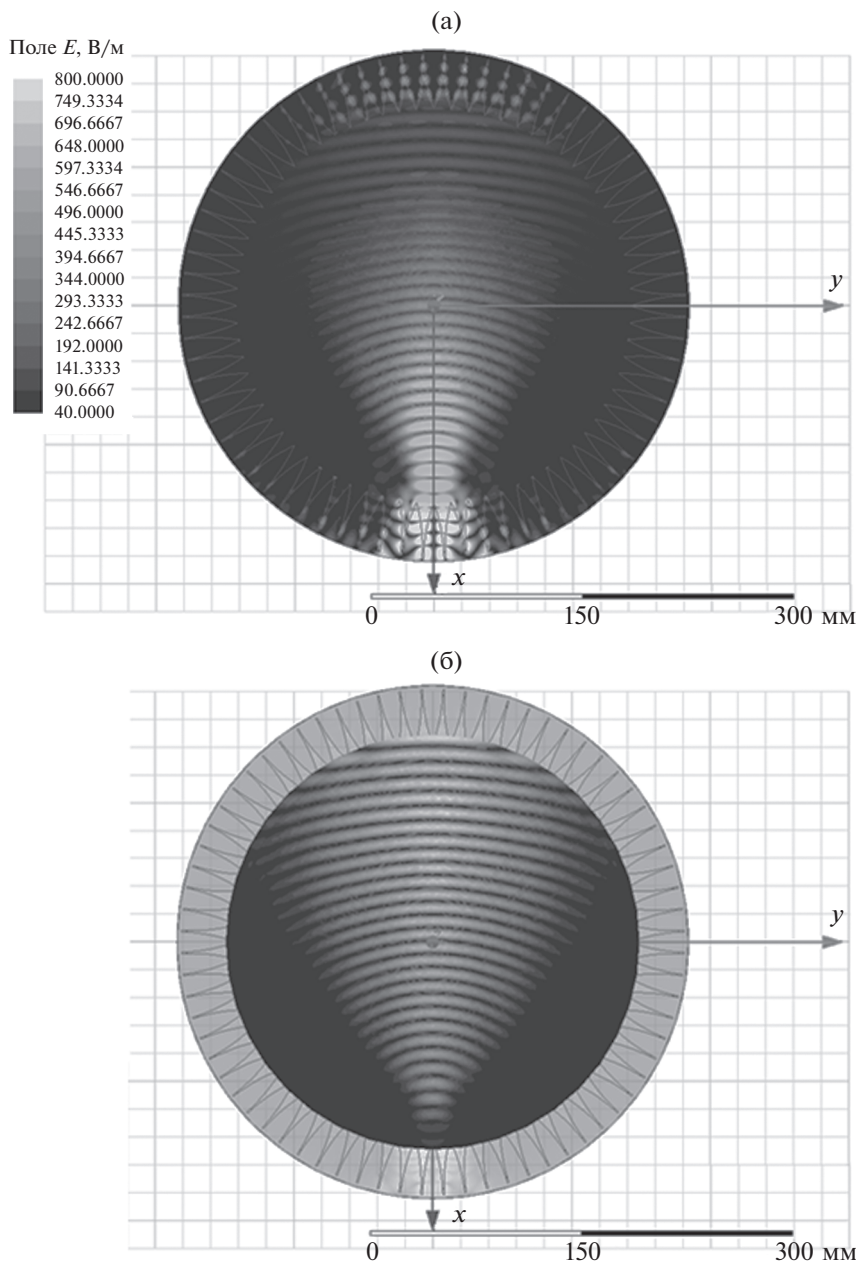 (а)
Поле E, В/м
800.0000
749.3334
696.6667
648.0000
597.3334
546.6667
496.0000
445.3333
394.6667
344.0000
293.3333
242.6667
192.0000
141.3333
90.6667
40.0000
y
x
0 150 300 мм
(б)
y
x
0 150 300 мм